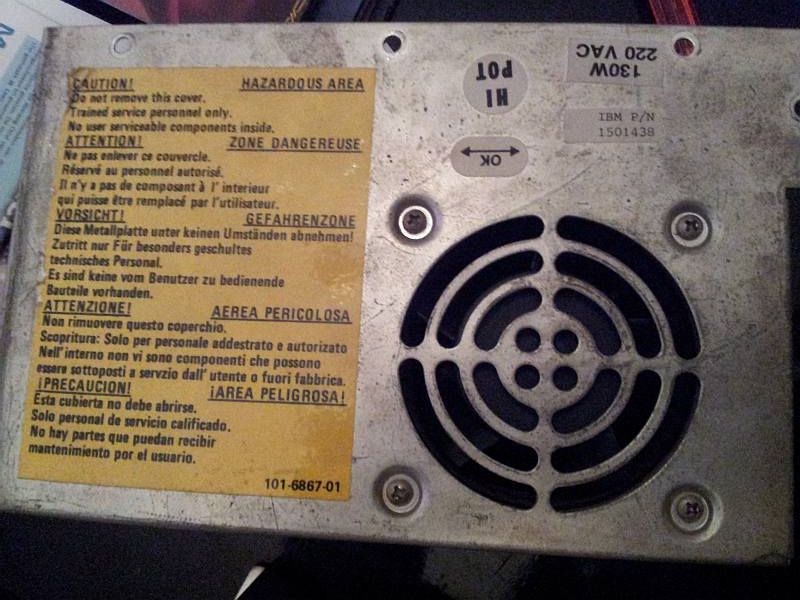 CAUTION! HAZARDOUS AREA
Do not remove this cover.
Trained service personnel only.
No user serviceable components inside.
ATTENTION! ZONE DANGEREUSE
Ne pas enlever ce couvercle.
Réservé au personnel autorisé.
Il n'y a pas de composant à l' interieur
qui puisse être remplacé par l'utilisateur.
VORSICHT! GEFAHRENZONE
Diese Metallplatte unter keinen Umständen abnehmen!
Zutritt nur Für besonders geschultes
technisches Personal.
Es sind keine vom Benutzer zu bedienende
Bauteile vorhanden.
ATTENZIONE! AEREA PERICOLOSA
Non rimuovere questo coperchio.
Scopritura: Solo per personale addestrato e autorizato
Nell'interno non vi sono componenti che possono
essere sottoposti a servzio dall' utente o fuori fabbrica.
¡PRECAUCION! ¡AREA PELIGROSA!
Esta cubierta no debe abrirse.
Solo personal de servicio calificado.
No hay partes que puedan recibir
mantenimiento por el usuario.
101-6867-01
HI
POT
130W
220 VAC
IBM P/N
1501438
OK